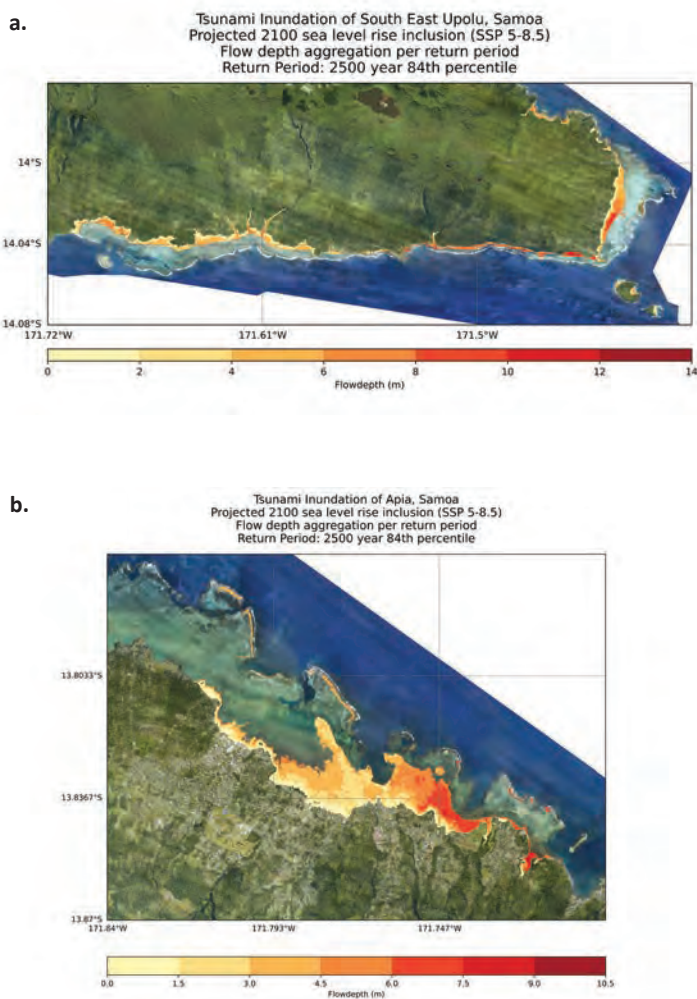 a.
Tsunami Inundation of South East Upolu, Samoa
Projected 2100 sea level rise inclusion (SSP 5-8.5)
Flow depth aggregation per return period
Return Period: 2500 year 84th percentile
14°S
14.04°S
14.08°S
171.72°W 171.61°W 171.5°W
0 2 4 6 8 10 12 14
Flowdepth (m)
b.
Tsunami Inundation of Apia, Samoa
Projected 2100 sea level rise inclusion (SSP 5-8.5)
Flow depth aggregation per return period
Return Period: 2500 year 84th percentile
13.8033°S
13.8367°S
13.87°S
171.84°W 171.793°W 171.747°W
0.0 1.5 3.0 4.5 6.0 7.5 9.0 10.5
Flowdepth (m)